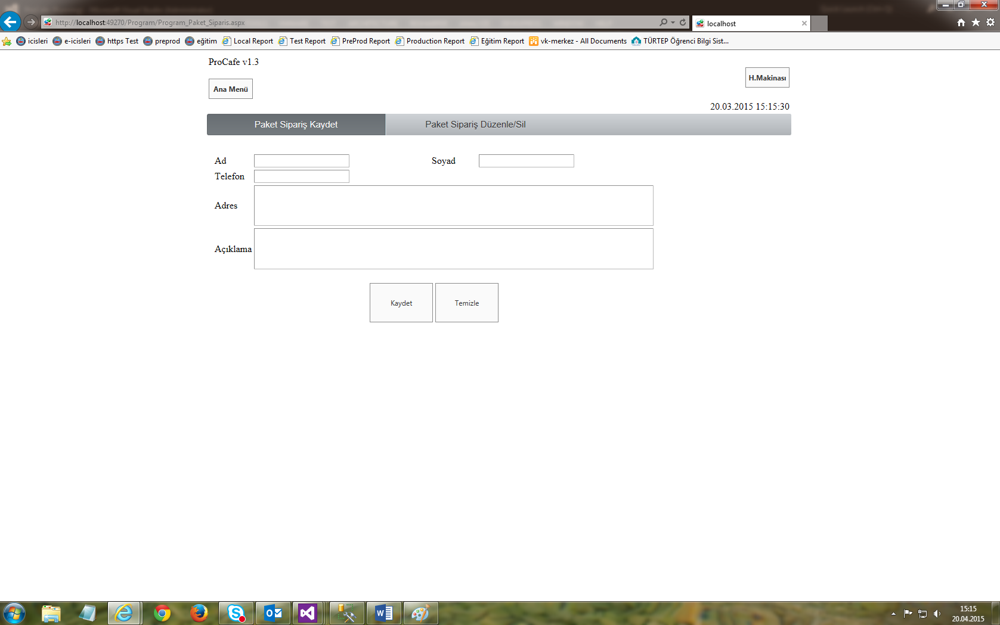 http://localhost:49270/Program/Program_Paket_Siparis.aspx
localhost
icisleri e-icisleri https Test preprod eğitim Local Report Test Report PreProd Report Production Report Eğitim Report vk-merkez - All Documents TÜRTEP Öğrenci Bilgi Sist...
ProCafe v1.3
H.Makinası
Ana Menü
20.03.2015 15:15:30
Paket Sipariş Kaydet Paket Sipariş Düzenle/Sil
Ad Soyad
Telefon
Adres
Açıklama
Kaydet Temizle
15:15
20.04.2015